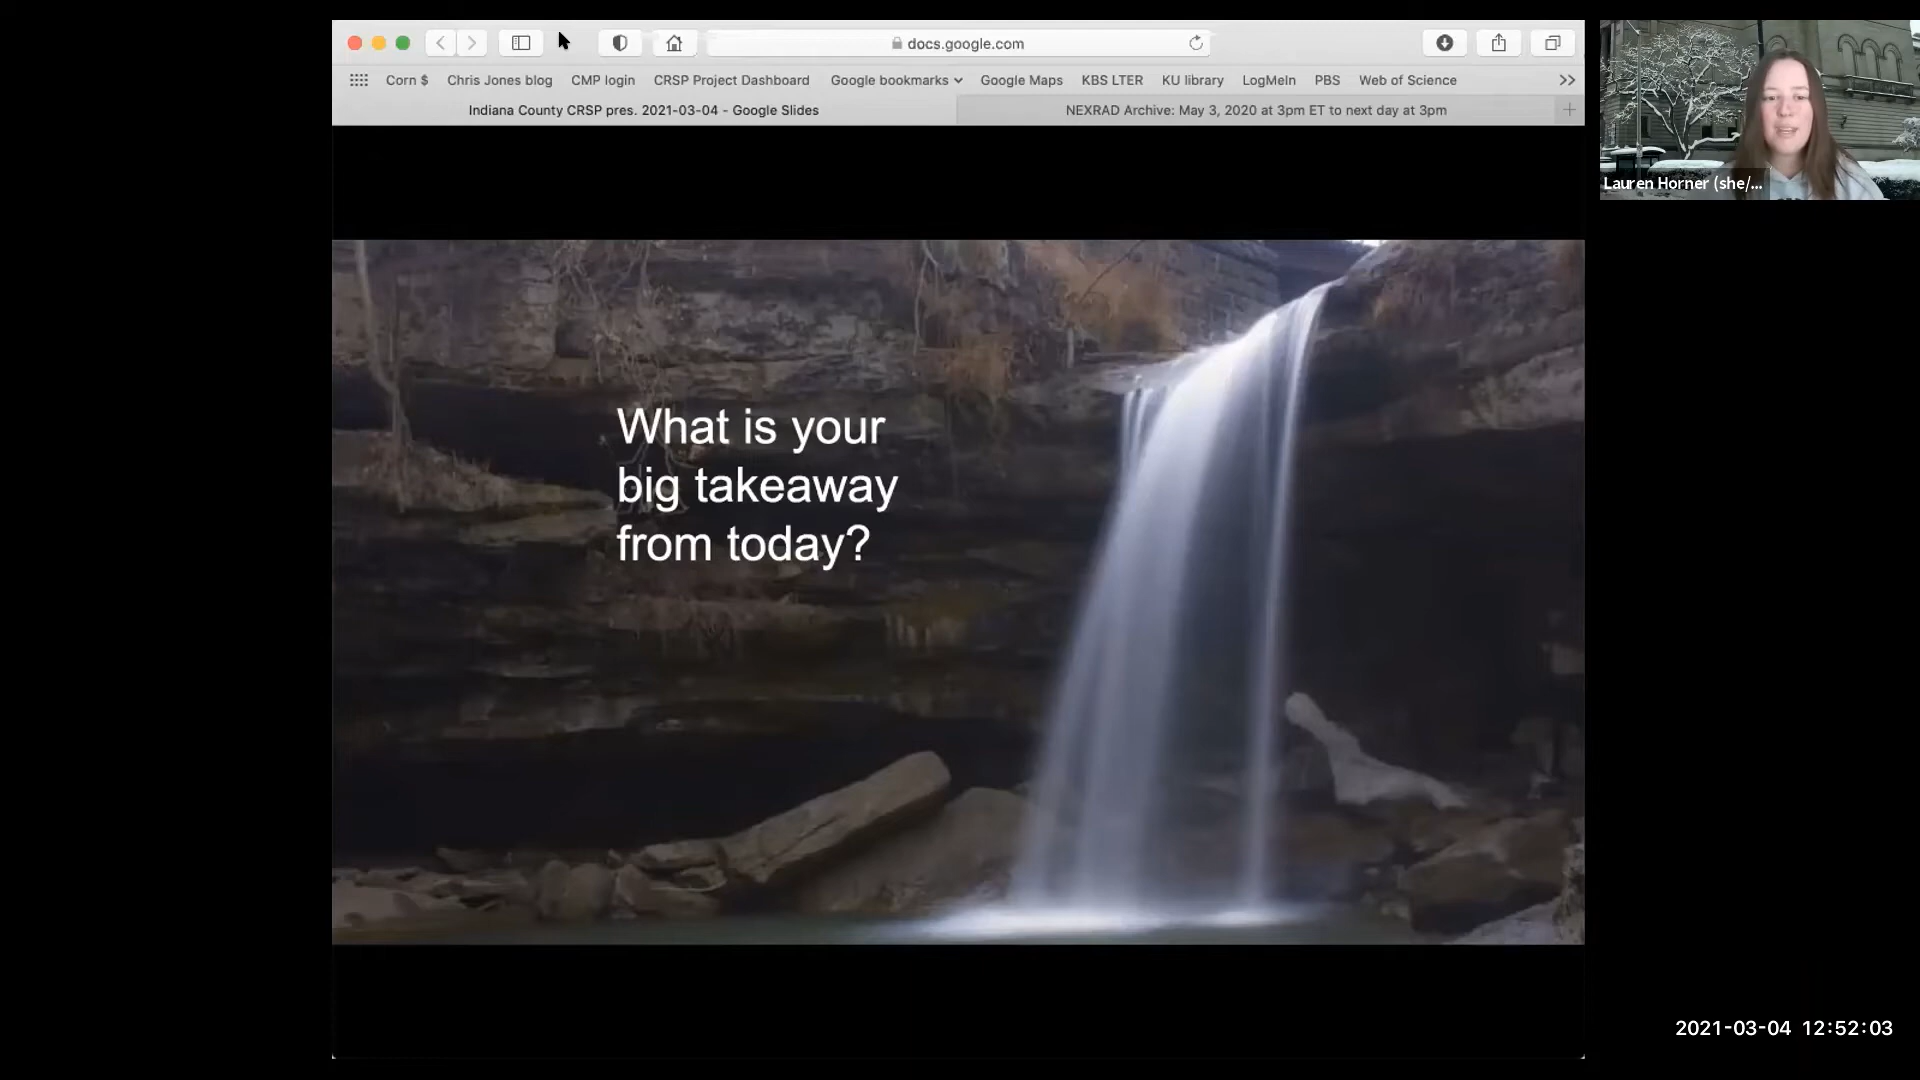 docs.google.com
Corn $ Chris Jones blog CMP login CRSP Project Dashboard Google bookmarks Google Maps KBS LTER KU library LogMeIn PBS Web of Science
Indiana County CRSP pres. 2021-03-04 - Google Slides
NEXRAD Archive: May 3, 2020 at 3pm ET to next day at 3pm
Lauren Horner (she/...
What is your
big takeaway
from today?
2021-03-04 12:52:03